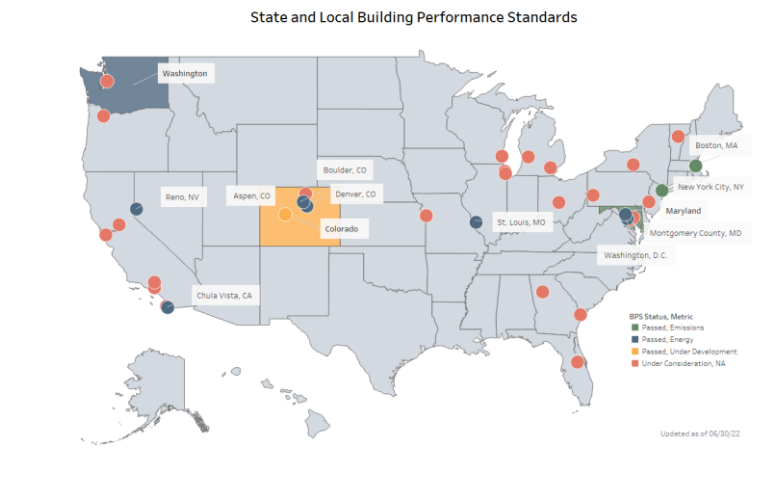 State and Local Building Performance Standards
Washington
Boston, MA
Boulder, CO
New York City, NY
Reno, NV
Aspen, CO
Denver, CO
Maryland
St. Louis, MO
Colorado
Montgomery County, MD
Washington, D.C.
Chula Vista, CA
BPS Status, Metric
Passed, Emissions
Passed, Energy
Passed, Under Development
Under Consideration, NA
Updated as of 06/30/22